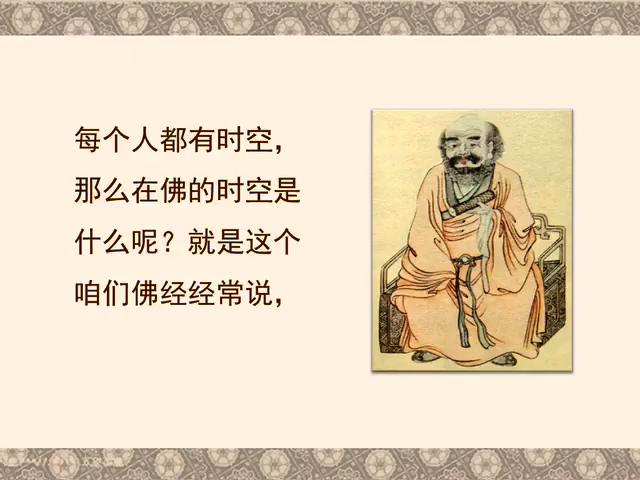 每个人都有时空，
那么在佛的时空是
什么呢？就是这个
咱们佛经经常说，